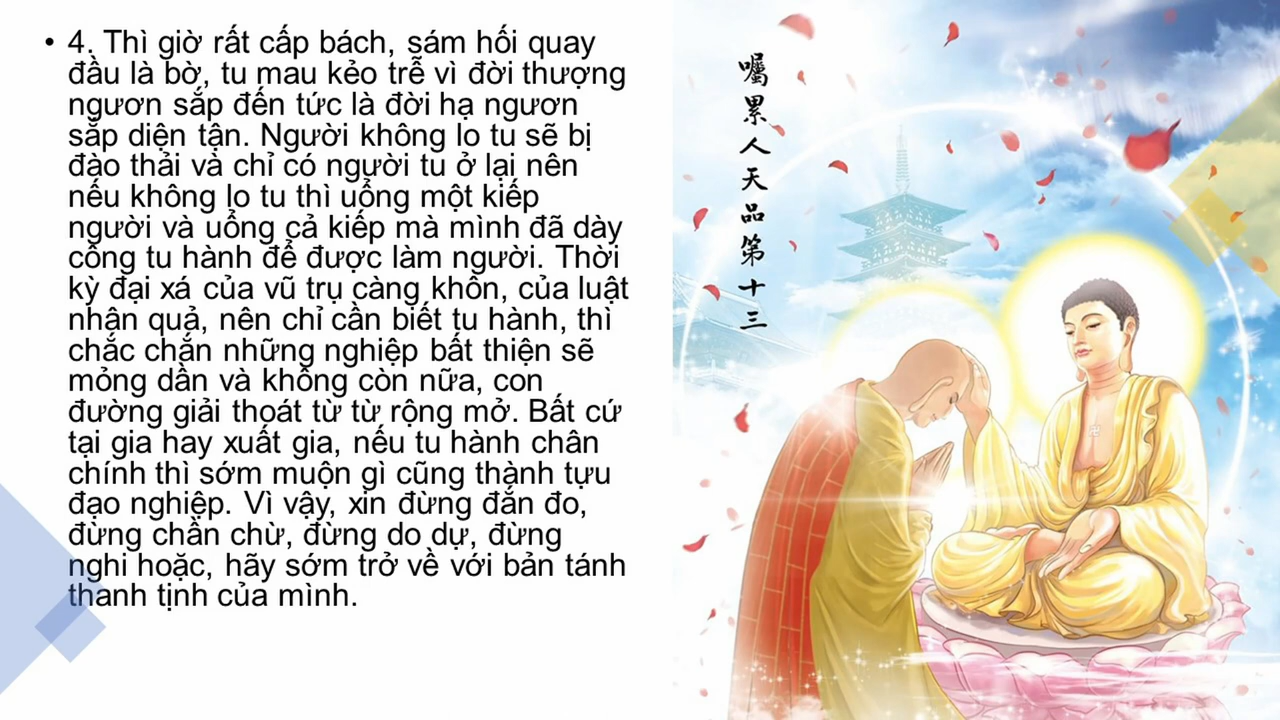 • 4. Thì giờ rất cấp bách, sám hối quay
đầu là bờ, tu mau kẻo trễ vì đời thượng
ngươn sắp đến tức là đời hạ ngươn
sắp diện tận. Người không lo tu sẽ bị
đào thải và chỉ có người tu ở lại nên
nếu không lo tu thì uổng một kiếp
người và uổng cả kiếp mà mình đã dày
công tu hành để được làm người. Thời
kỳ đại xá của vũ trụ càng khôn, của luật
nhận quả, nên chỉ cần biết tu hành, thì
chắc chắn những nghiệp bất thiện sẽ
mỏng dần và không còn nữa, con
đường giải thoát từ từ rộng mở. Bất cứ
tại gia hay xuất gia, nếu tu hành chân
chính thì sớm muộn gì cũng thành tựu
đạo nghiệp. Vì vậy, xin đừng đắn đo,
đừng chần chừ, đừng do dự, đừng
nghi hoặc, hãy sớm trở về với bản tánh
thanh tịnh của mình.
囑累人天品第十三